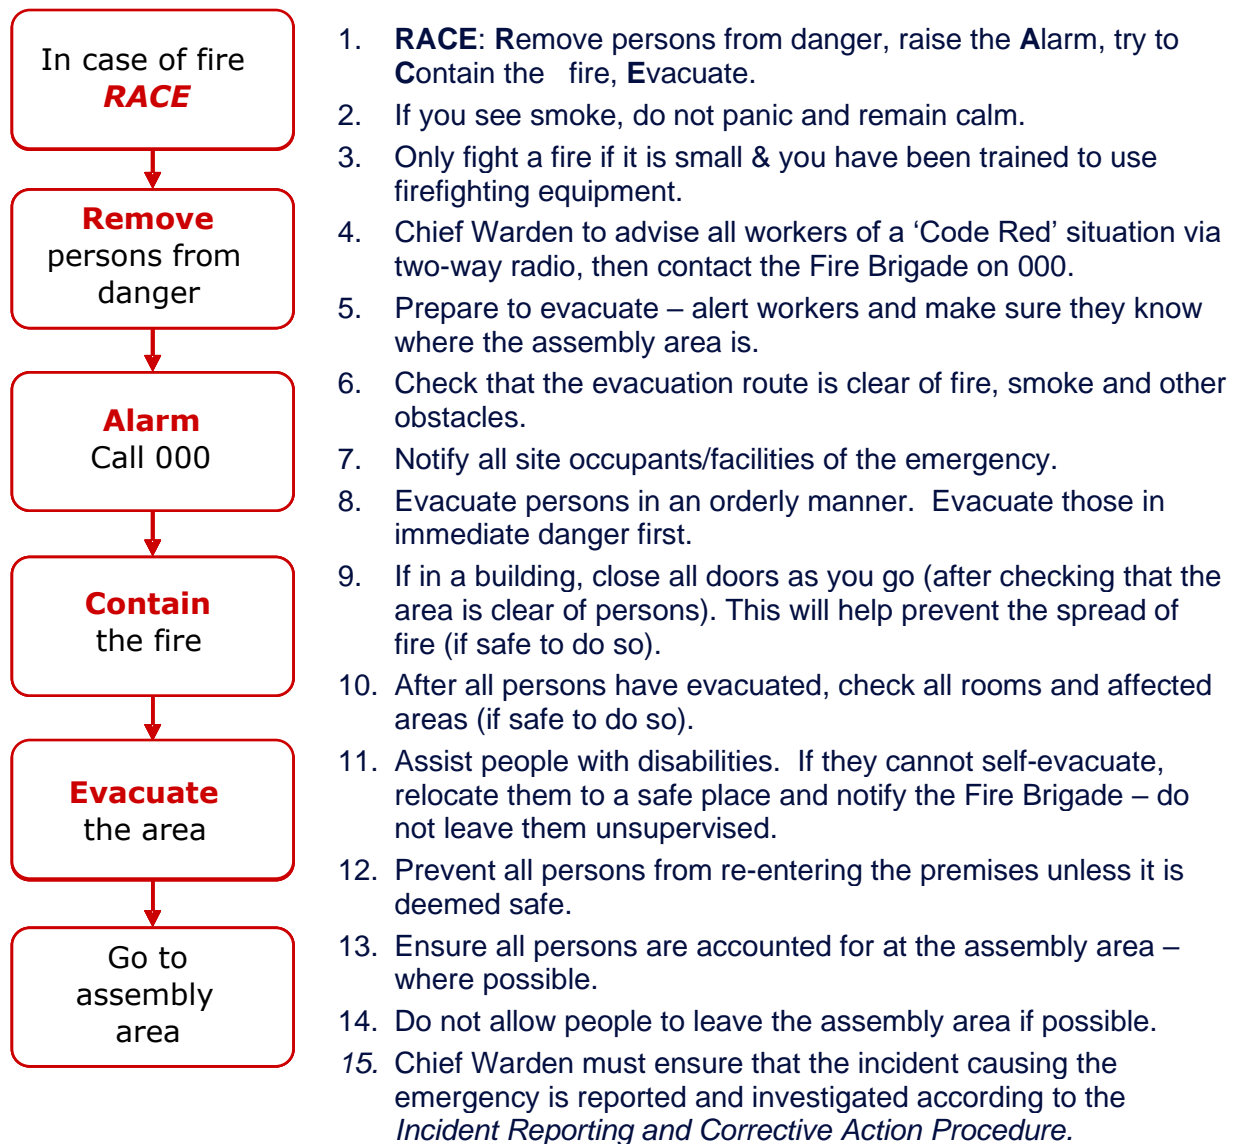 In case of fire
RACE
Remove
persons from
danger
Alarm
Call 000
Contain
the fire
Evacuate
the area
Go to
assembly
area
1. RACE: Remove persons from danger, raise the Alarm, try to
Contain the fire, Evacuate.
2. If you see smoke, do not panic and remain calm.
3. Only fight a fire if it is small & you have been trained to use
firefighting equipment.
4. Chief Warden to advise all workers of a ‘Code Red’ situation via
two-way radio, then contact the Fire Brigade on 000.
5. Prepare to evacuate – alert workers and make sure they know
where the assembly area is.
6. Check that the evacuation route is clear of fire, smoke and other
obstacles.
7. Notify all site occupants/facilities of the emergency.
8. Evacuate persons in an orderly manner. Evacuate those in
immediate danger first.
9. If in a building, close all doors as you go (after checking that the
area is clear of persons). This will help prevent the spread of
fire (if safe to do so).
10. After all persons have evacuated, check all rooms and affected
areas (if safe to do so).
11. Assist people with disabilities. If they cannot self-evacuate,
relocate them to a safe place and notify the Fire Brigade – do
not leave them unsupervised.
12. Prevent all persons from re-entering the premises unless it is
deemed safe.
13. Ensure all persons are accounted for at the assembly area –
where possible.
14. Do not allow people to leave the assembly area if possible.
15. Chief Warden must ensure that the incident causing the
emergency is reported and investigated according to the
Incident Reporting and Corrective Action Procedure.